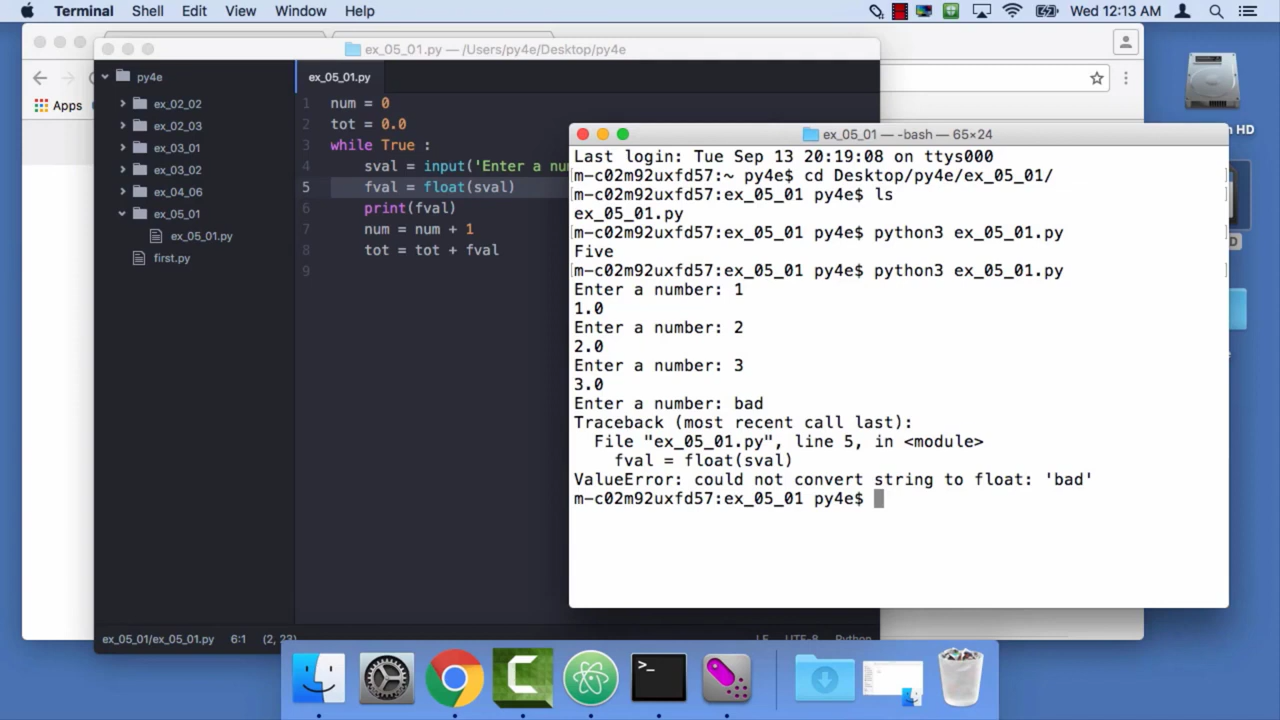 Terminal Shell Edit View Window Help Wed 12:13 AM
ex_05_01.py — /Users/py4e/Desktop/py4e
Apps
py4e
ex_02_02
ex_02_03
ex_03_01
ex_03_02
ex_04_06
ex_05_01
ex_05_01.py
first.py
ex_05_01.py
1 num = 0
2 tot = 0.0
3 while True :
4 sval = input('Enter a nu
5 fval = float(sval)
6 print(fval)
7 num = num + 1
8 tot = tot + fval
9
ex_05_01/ex_05_01.py 6:1 (2, 23) LF UTF-8 Python
ex_05_01 — -bash — 65×24
Last login: Tue Sep 13 20:19:08 on ttys000
[m-c02m92uxfd57:~ py4e$ cd Desktop/py4e/ex_05_01/ ]
[m-c02m92uxfd57:ex_05_01 py4e$ ls ]
ex_05_01.py
[m-c02m92uxfd57:ex_05_01 py4e$ python3 ex_05_01.py ]
Five
[m-c02m92uxfd57:ex_05_01 py4e$ python3 ex_05_01.py ]
Enter a number: 1
1.0
Enter a number: 2
2.0
Enter a number: 3
3.0
Enter a number: bad
Traceback (most recent call last):
File "ex_05_01.py", line 5, in <module>
fval = float(sval)
ValueError: could not convert string to float: 'bad'
m-c02m92uxfd57:ex_05_01 py4e$
HD
D
>_